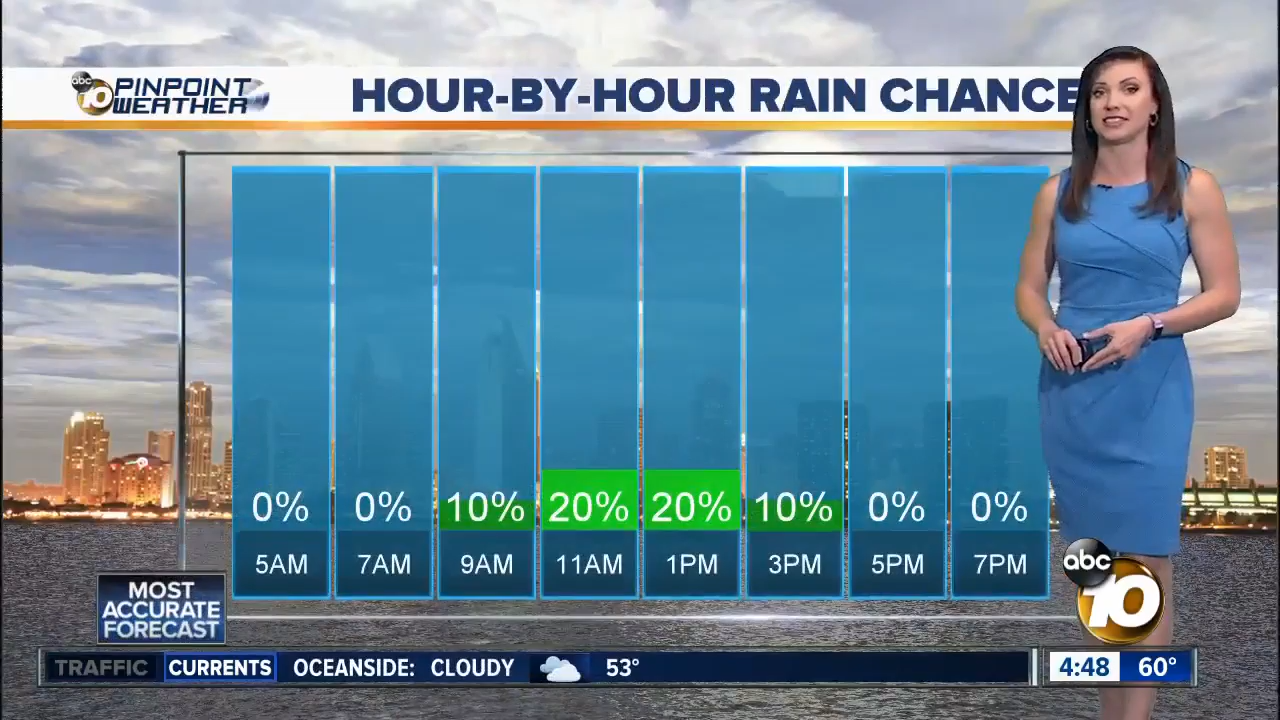 abc
10 PINPOINT
WEATHER
HOUR-BY-HOUR RAIN CHANCE
0% 0% 10% 20% 20% 10% 0% 0%
5AM 7AM 9AM 11AM 1PM 3PM 5PM 7PM
MOST
ACCURATE
FORECAST
abc
10
TRAFFIC CURRENTS OCEANSIDE: CLOUDY 53° 4:48 60°